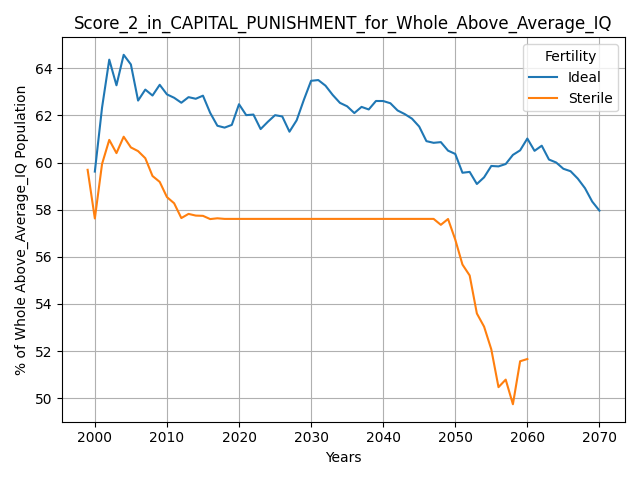 Score_2_in_CAPITAL_PUNISHMENT_for_Whole_Above_Average_IQ
Fertility
Ideal
Sterile
% of Whole Above_Average_IQ Population
64
62
60
58
56
54
52
50
2000 2010 2020 2030 2040 2050 2060 2070
Years